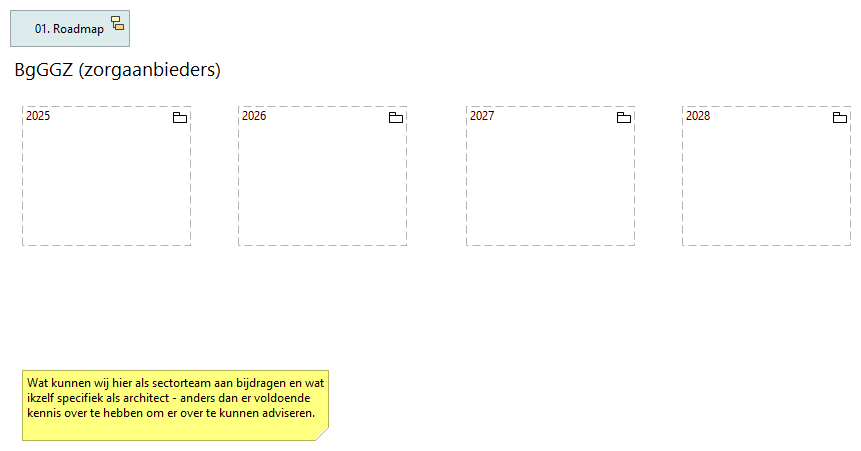 01. Roadmap
BgGGZ (zorgaanbieders)
2025
2026
2027
2028
Wat kunnen wij hier als sectorteam aan bijdragen en wat
ikzelf specifiek als architect - anders dan er voldoende
kennis over te hebben om er over te kunnen adviseren.